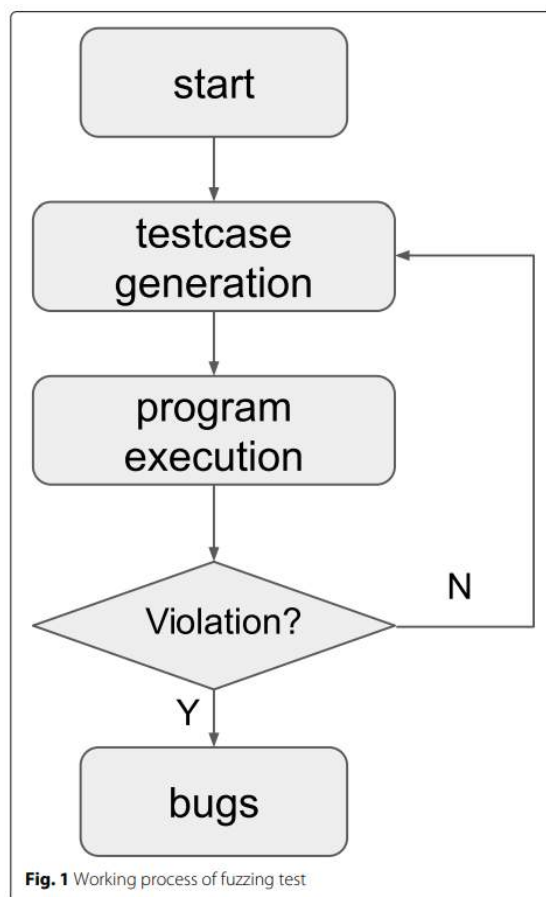 start
testcase
generation
program
execution
Violation?
N
Y
bugs
Fig. 1 Working process of fuzzing test